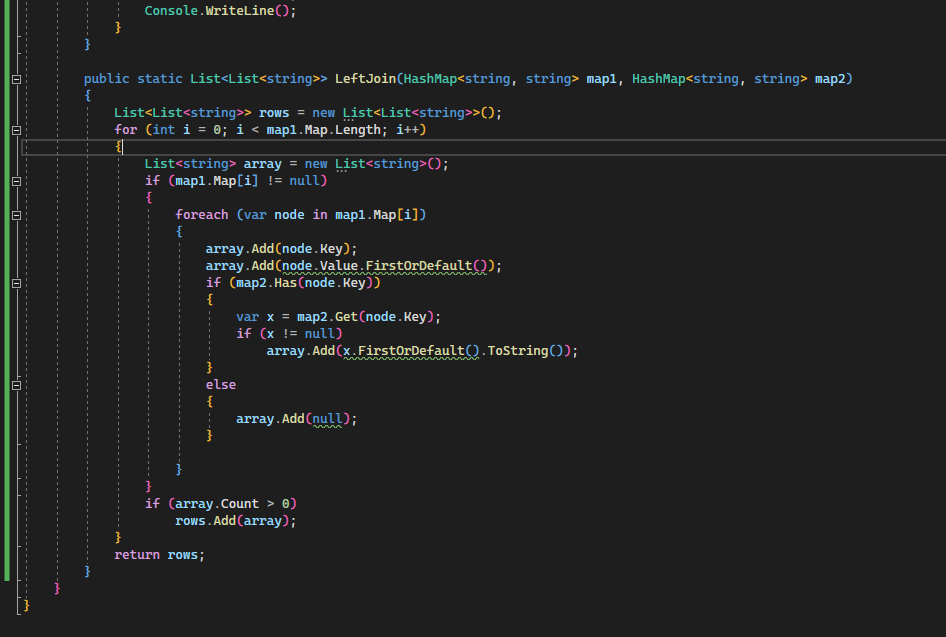 Console.WriteLine();
            }
        }

        public static List<List<string>> LeftJoin(HashMap<string, string> map1, HashMap<string, string> map2)
        {
            List<List<string>> rows = new List<List<string>>();
            for (int i = 0; i < map1.Map.Length; i++)
            {
                List<string> array = new List<string>();
                if (map1.Map[i] != null)
                {
                    foreach (var node in map1.Map[i])
                    {
                        array.Add(node.Key);
                        array.Add(node.Value.FirstOrDefault());
                        if (map2.Has(node.Key))
                        {
                            var x = map2.Get(node.Key);
                            if (x != null)
                                array.Add(x.FirstOrDefault().ToString());
                        }
                        else
                        {
                            array.Add(null);
                        }

                    }
                }
                if (array.Count > 0)
                    rows.Add(array);
            }
            return rows;
        }
    }
}